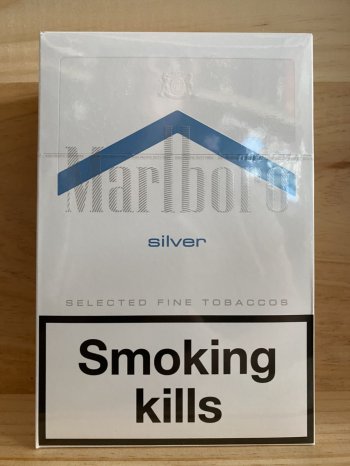 Marlboro
silver
SELECTED FINE TOBACCOS
Smoking
kills